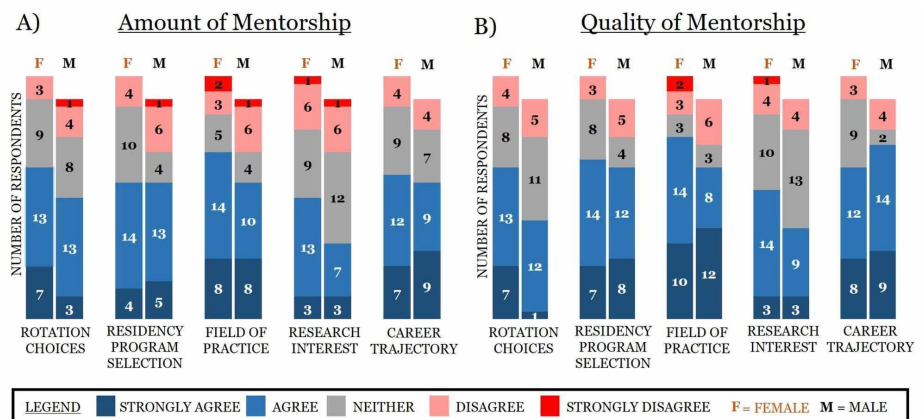 A) Amount of Mentorship
B) Quality of Mentorship
F M F M F M F M F M
F M F M F M F M F M
NUMBER OF RESPONDENTS
3 9 13 7
1 4 8 13 3
4 10 14 4
1 6 4 13 5
2 3 5 14 8
1 6 4 10 8
1 6 9 13 3
1 6 12 7 3
4 9 12 7
4 7 9 9
ROTATION
CHOICES
RESIDENCY
PROGRAM
SELECTION
FIELD OF
PRACTICE
RESEARCH
INTEREST
CAREER
TRAJECTORY
NUMBER OF RESPONDENTS
4 8 13 7
5 11 12 1
3 8 14 7
5 4 12 8
2 3 3 14 10
6 3 8 12
1 4 10 14 3
4 13 9 3
3 9 12 8
4 2 14 9
ROTATION
CHOICES
RESIDENCY
PROGRAM
SELECTION
FIELD OF
PRACTICE
RESEARCH
INTEREST
CAREER
TRAJECTORY
LEGEND STRONGLY AGREE AGREE NEITHER DISAGREE STRONGLY DISAGREE F = FEMALE M = MALE